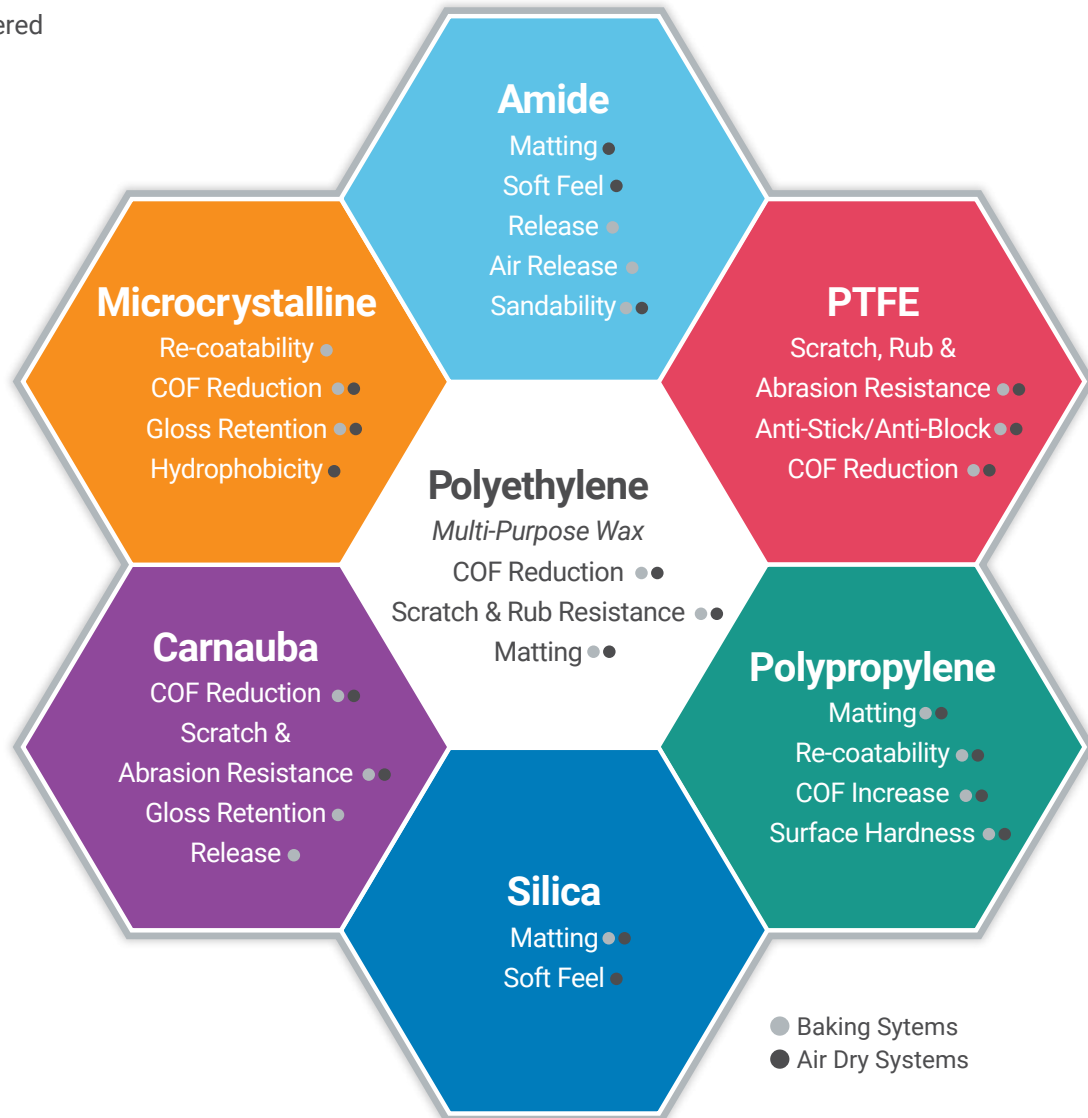 ered
Amide
Matting
Soft Feel
Release
Air Release
Sandability
Microcrystalline
Re-coatability
COF Reduction
Gloss Retention
Hydrophobicity
PTFE
Scratch, Rub &
Abrasion Resistance
Anti-Stick/Anti-Block
COF Reduction
Polyethylene
Multi-Purpose Wax
COF Reduction
Scratch & Rub Resistance
Matting
Carnauba
COF Reduction
Scratch &
Abrasion Resistance
Gloss Retention
Release
Polypropylene
Matting
Re-coatability
COF Increase
Surface Hardness
Silica
Matting
Soft Feel
Baking Sytems
Air Dry Systems